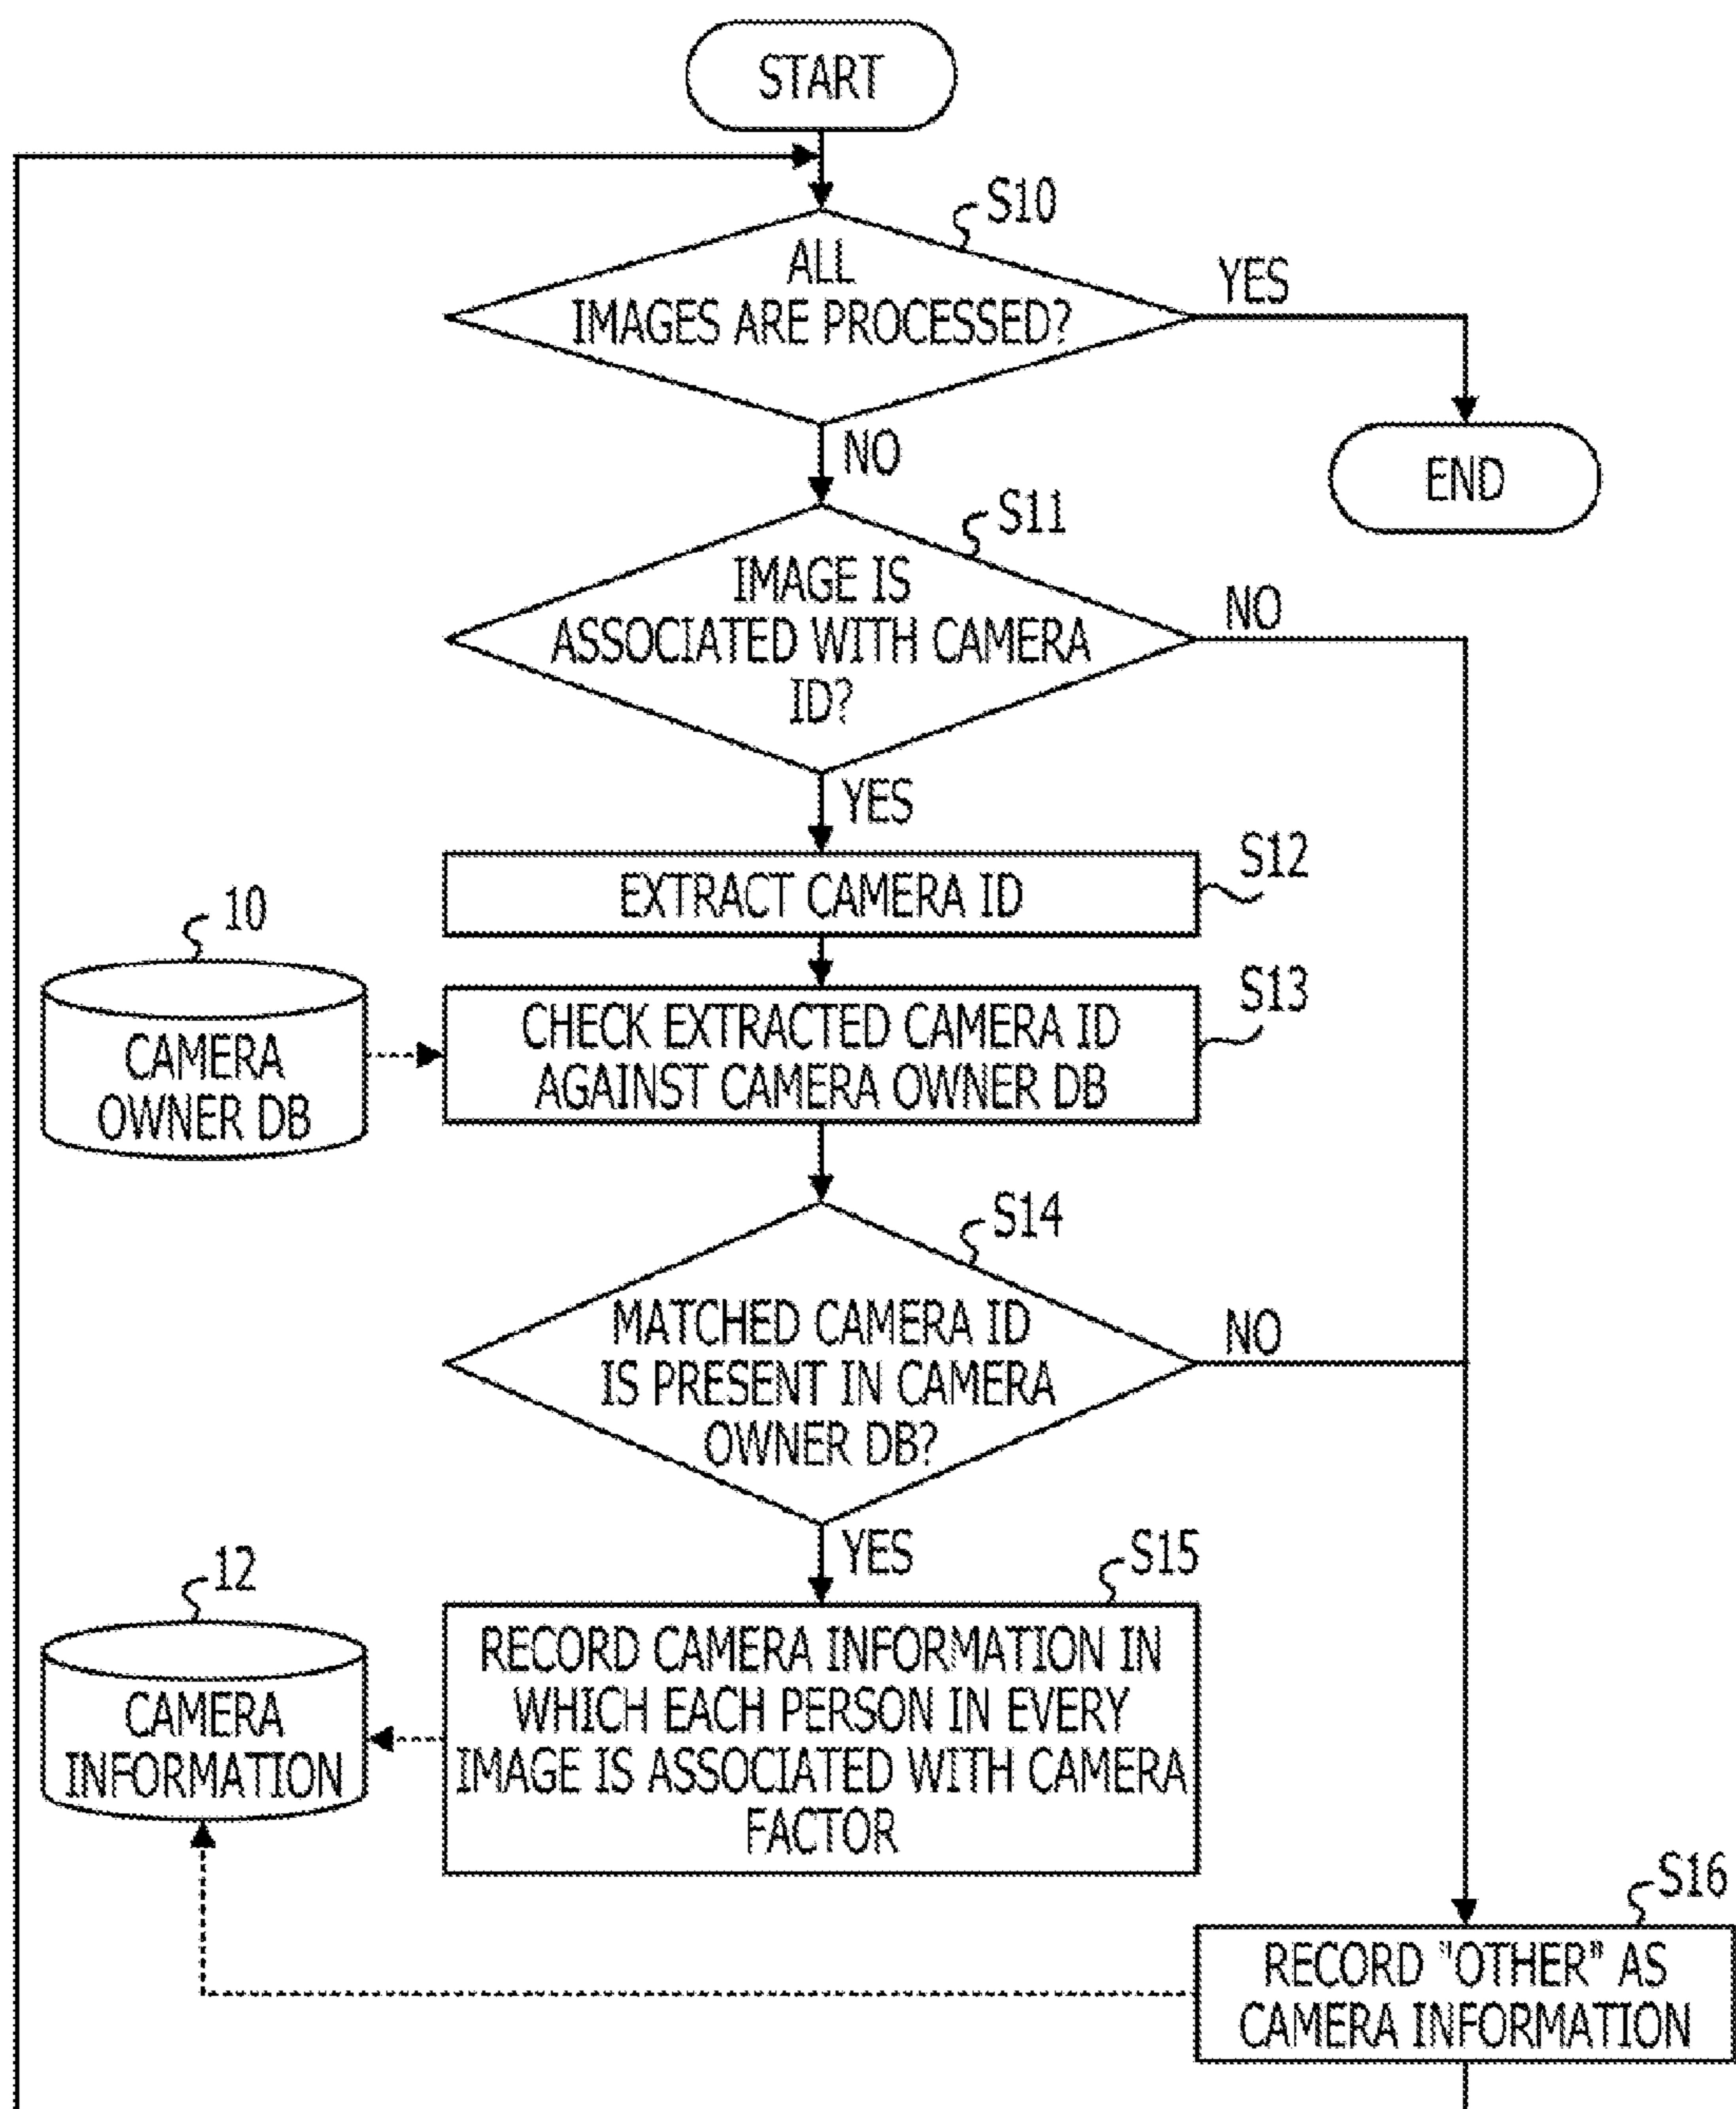 START
S10
ALL
IMAGES ARE PROCESSED?
YES
END
NO
S11
IMAGE IS
ASSOCIATED WITH CAMERA
ID?
NO
YES
S12
EXTRACT CAMERA ID
10
CAMERA
OWNER DB
S13
CHECK EXTRACTED CAMERA ID
AGAINST CAMERA OWNER DB
S14
MATCHED CAMERA ID
IS PRESENT IN CAMERA
OWNER DB?
NO
YES
S15
12
CAMERA
INFORMATION
RECORD CAMERA INFORMATION IN
WHICH EACH PERSON IN EVERY
IMAGE IS ASSOCIATED WITH CAMERA
FACTOR
S16
RECORD "OTHER" AS
CAMERA INFORMATION